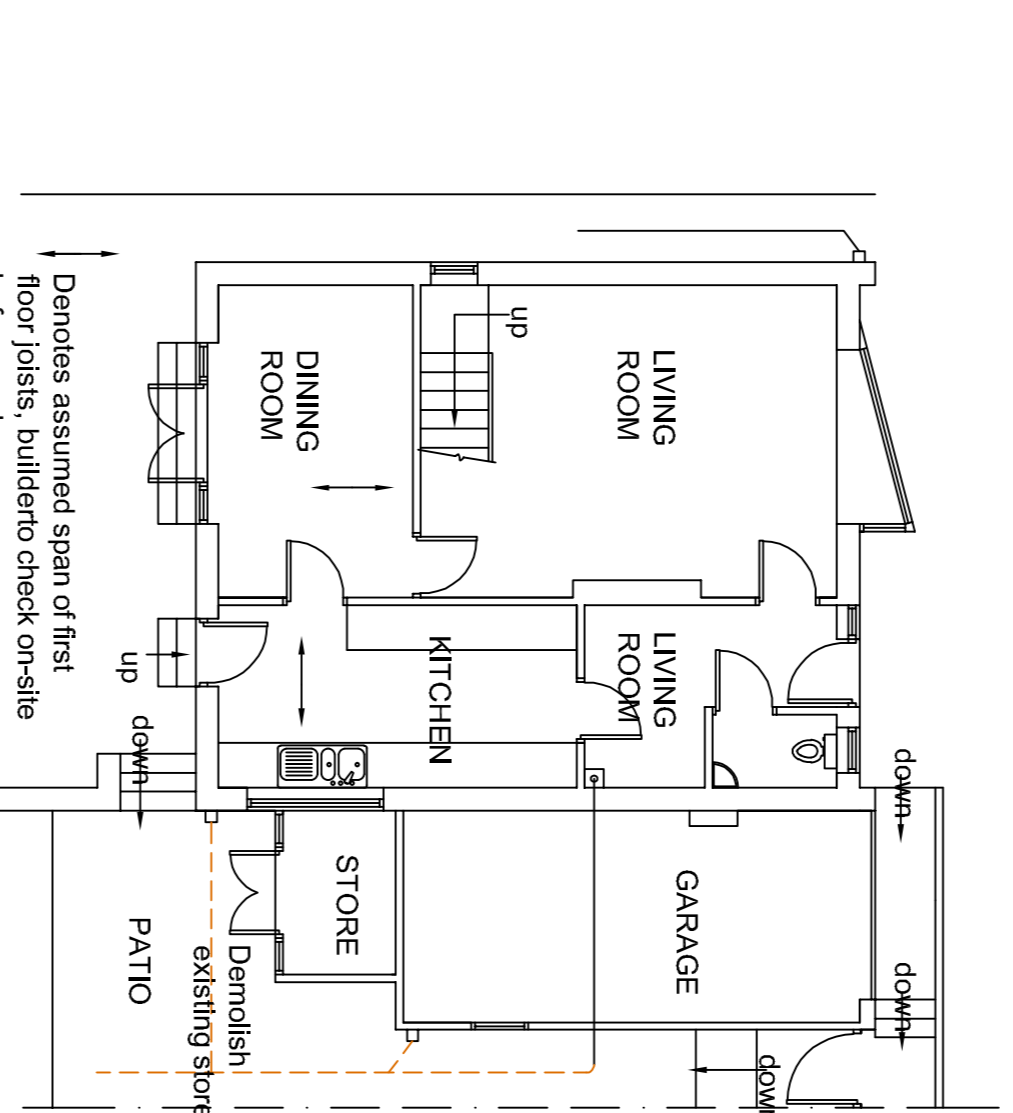 up
LIVING
ROOM
DINING
ROOM
Denotes assumed span of first
floor joists, builderto check on-site
LIVING
ROOM
KITCHEN
up
down
down
STORE
GARAGE
PATIO
Demolish
existing store
down
down